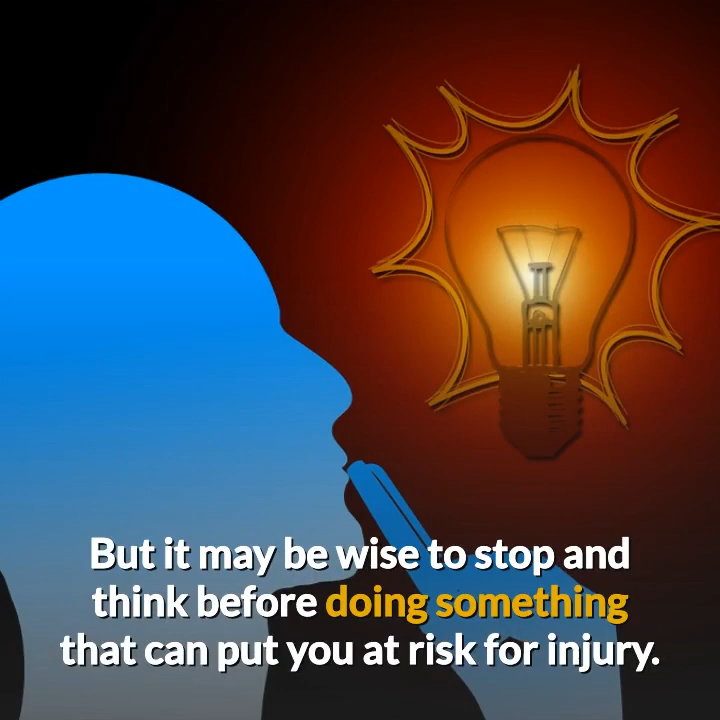 But it may be wise to stop and
think before doing something
that can put you at risk for injury.